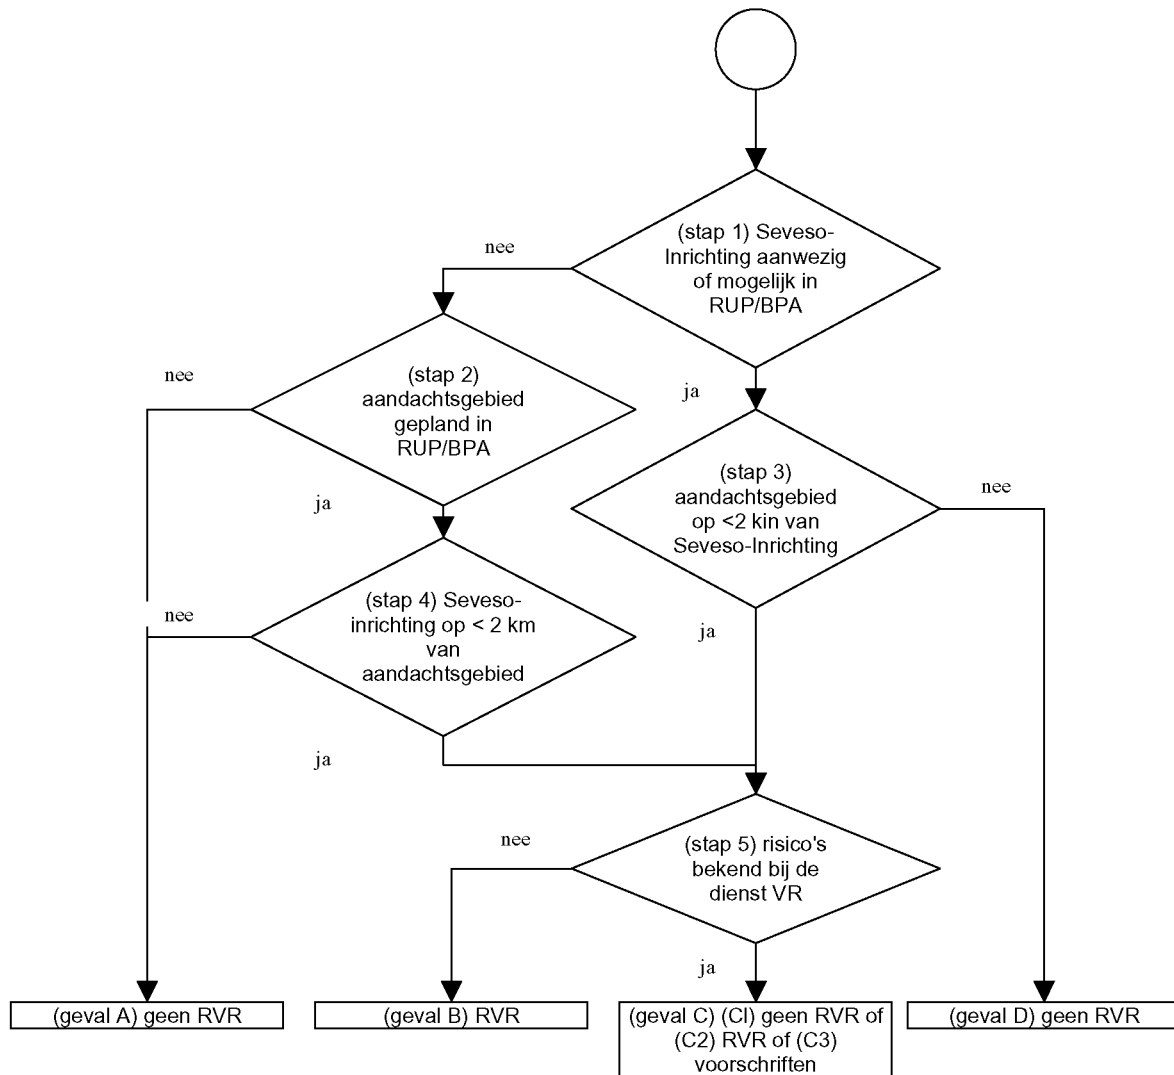 (stap 1) Seveso-
Inrichting aanwezig
of mogelijk in
RUP/BPA
nee
ja
(stap 2)
aandachtsgebied
gepland in
RUP/BPA
nee
ja
(stap 3)
aandachtsgebied
op <2 kin van
Seveso-Inrichting
nee
ja
(stap 4) Seveso-
inrichting op < 2 km
van
aandachtsgebied
nee
ja
(stap 5) risico's
bekend bij de
dienst VR
nee
ja
(geval A) geen RVR
(geval B) RVR
(geval C) (Cl) geen RVR of
(C2) RVR of (C3)
voorschriften
(geval D) geen RVR